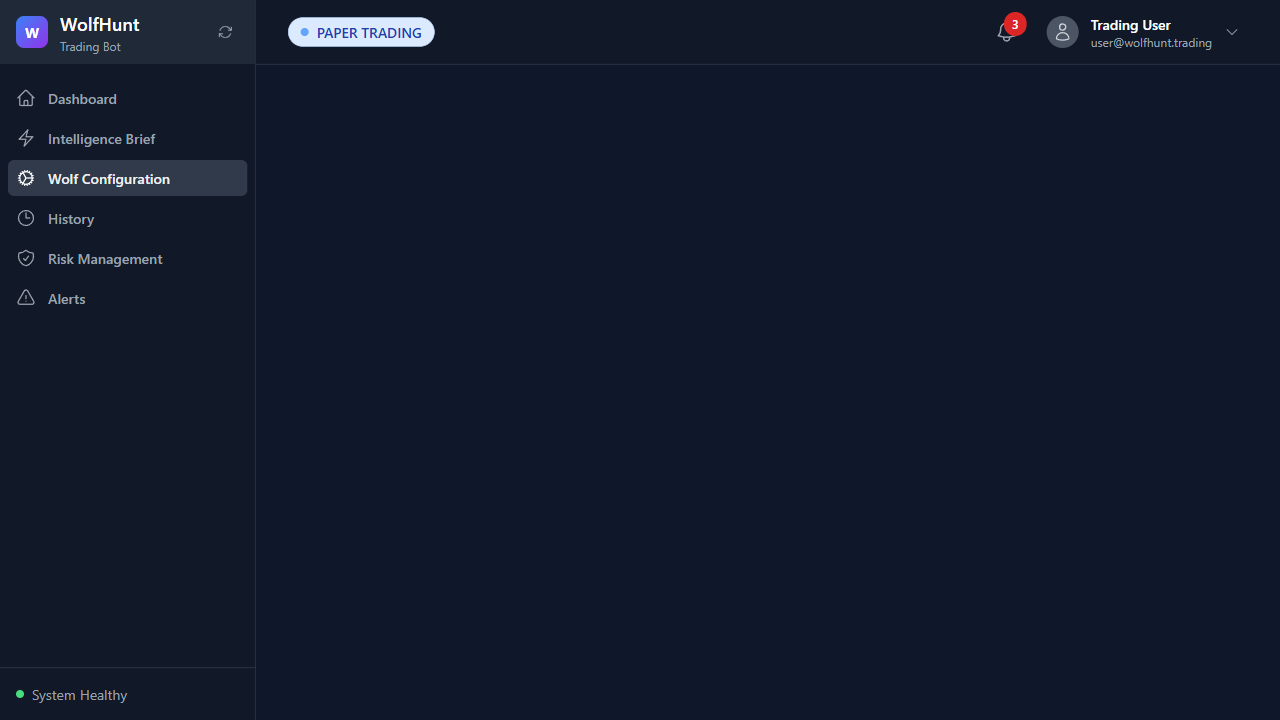 W
WolfHunt
Trading Bot
PAPER TRADING
3
Trading User
user@wolfhunt.trading
Dashboard
Intelligence Brief
Wolf Configuration
History
Risk Management
Alerts
System Healthy